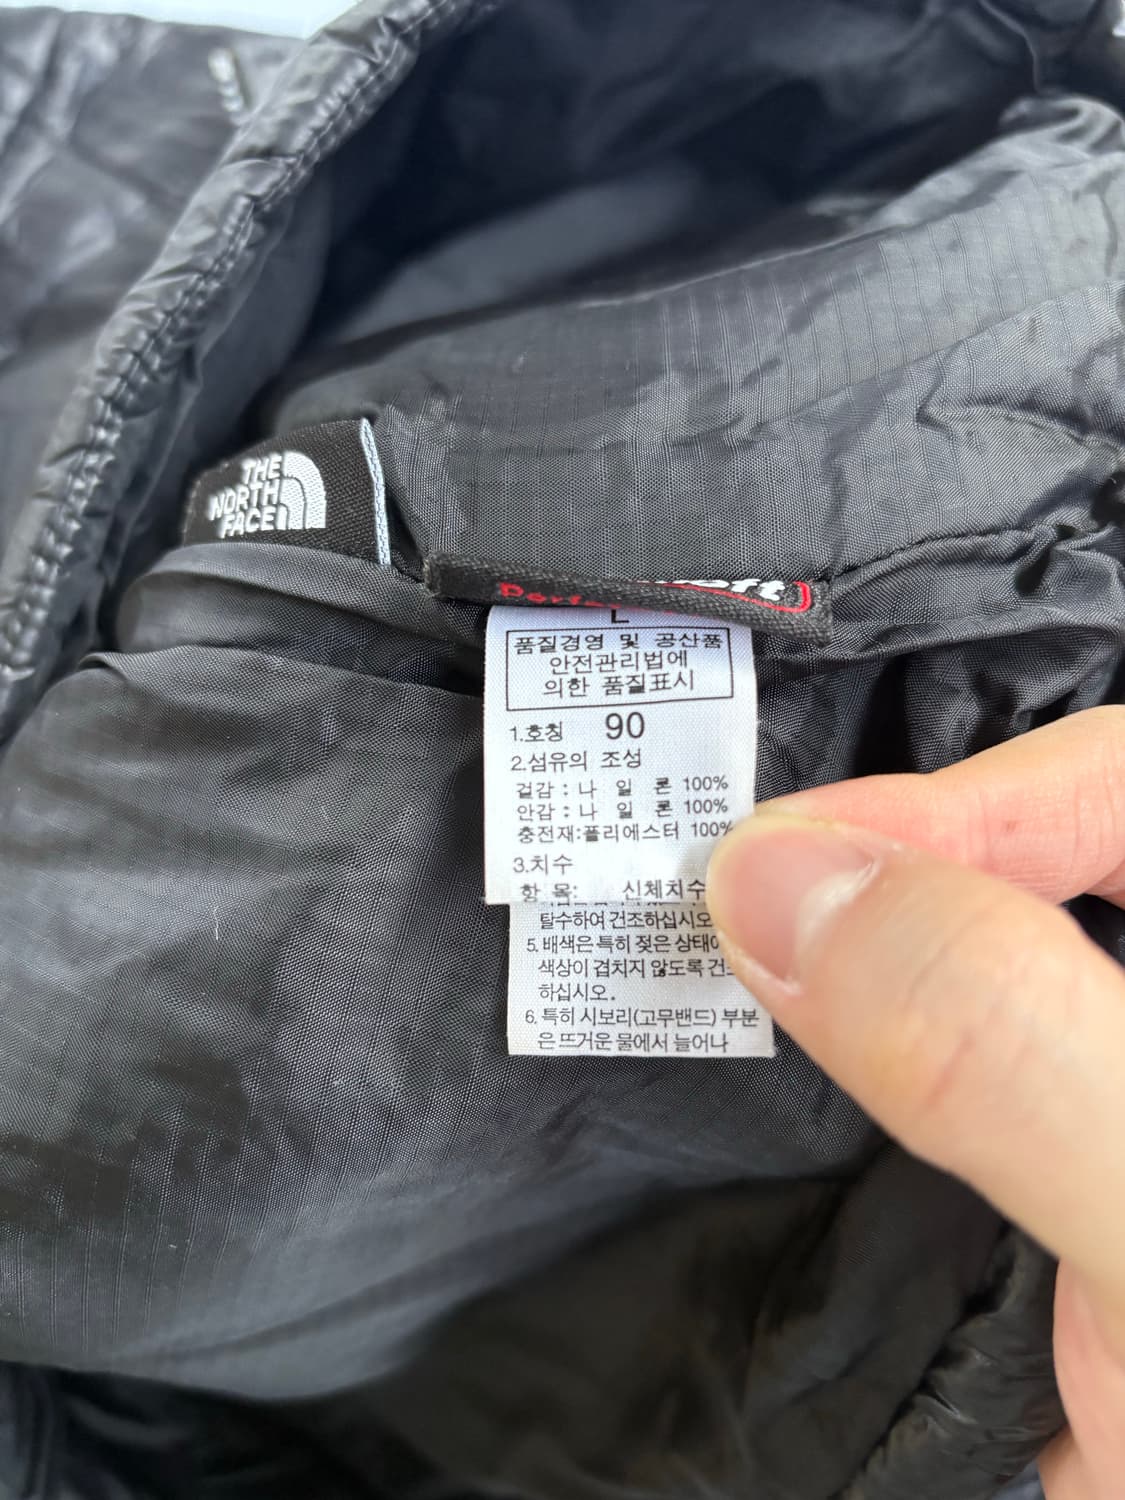 THE
NORTH
FACE
L
품질경영 및 공산품
안전관리법에
의한 품질표시
1.호칭 90
2.섬유의 조성
겉감 : 나 일 론 100%
안감 : 나 일 론 100%
충전재:폴리에스터 100%
3.치수
항 목: 신체치수
탈수하여 건조하십시오
5. 배색은 특히 젖은 상태에
색상이 겹치지 않도록 건조
하십시오.
6. 특히 시보리(고무밴드) 부분
은 뜨거운 물에서 늘어나